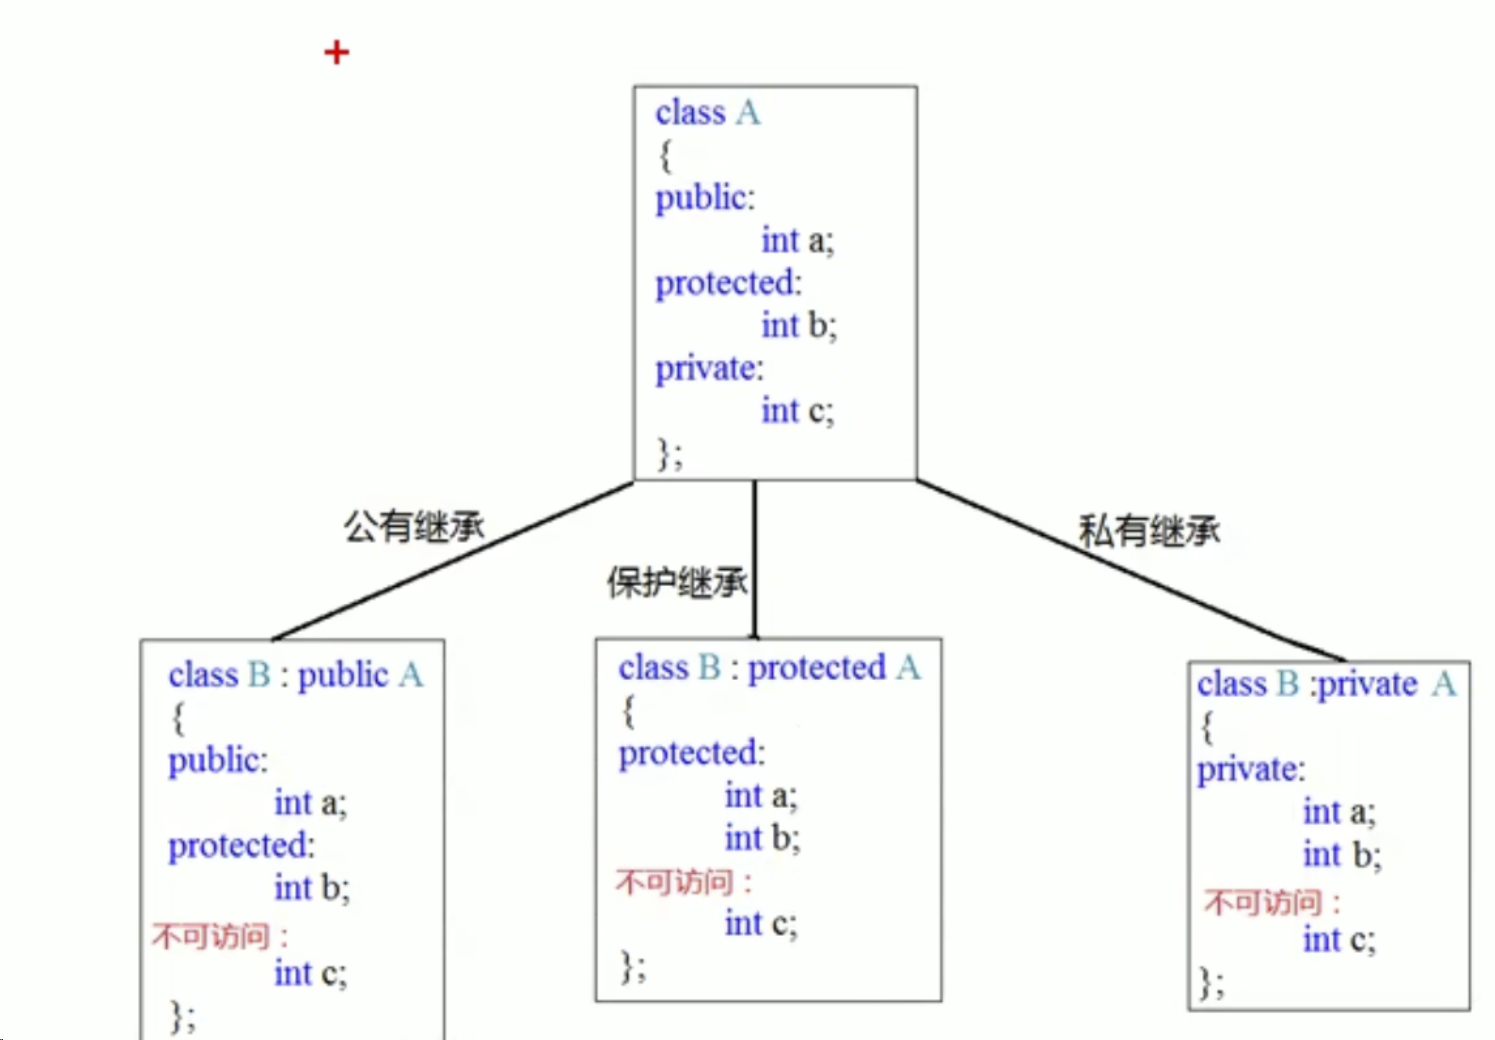 class A
{
public:
int a;
protected:
int b;
private:
int c;
};
公有继承
保护继承
私有继承
class B : public A
{
public:
int a;
protected:
int b;
不可访问：
int c;
};
class B : protected A
{
protected:
int a;
int b;
不可访问：
int c;
};
class B :private A
{
private:
int a;
int b;
不可访问：
int c;
};